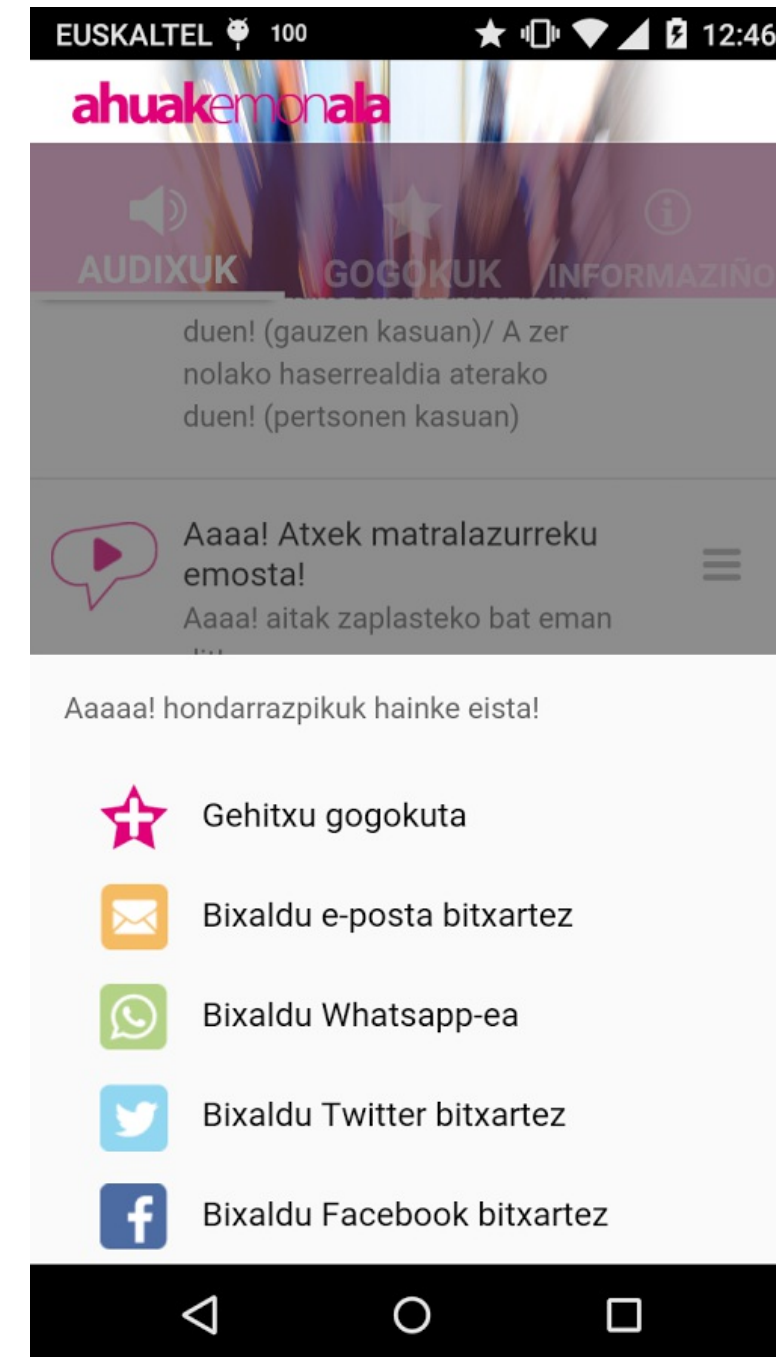 EUSKALTEL 100 12:46
ahuakemonala
AUDIXUK GOGOKUK INFORMAZIÑO
duen! (gauzen kasuan)/ A zer
nolako haserrealdia aterako
duen! (pertsonen kasuan)
Aaaa! Atxek matralazurreku
emosta!
Aaaa! aitak zaplasteko bat eman
Aaaaa! hondarrazpikuk hainke eista!
Gehitxu gogokuta
Bixaldu e-posta bitxartez
Bixaldu Whatsapp-ea
Bixaldu Twitter bitxartez
Bixaldu Facebook bitxartez